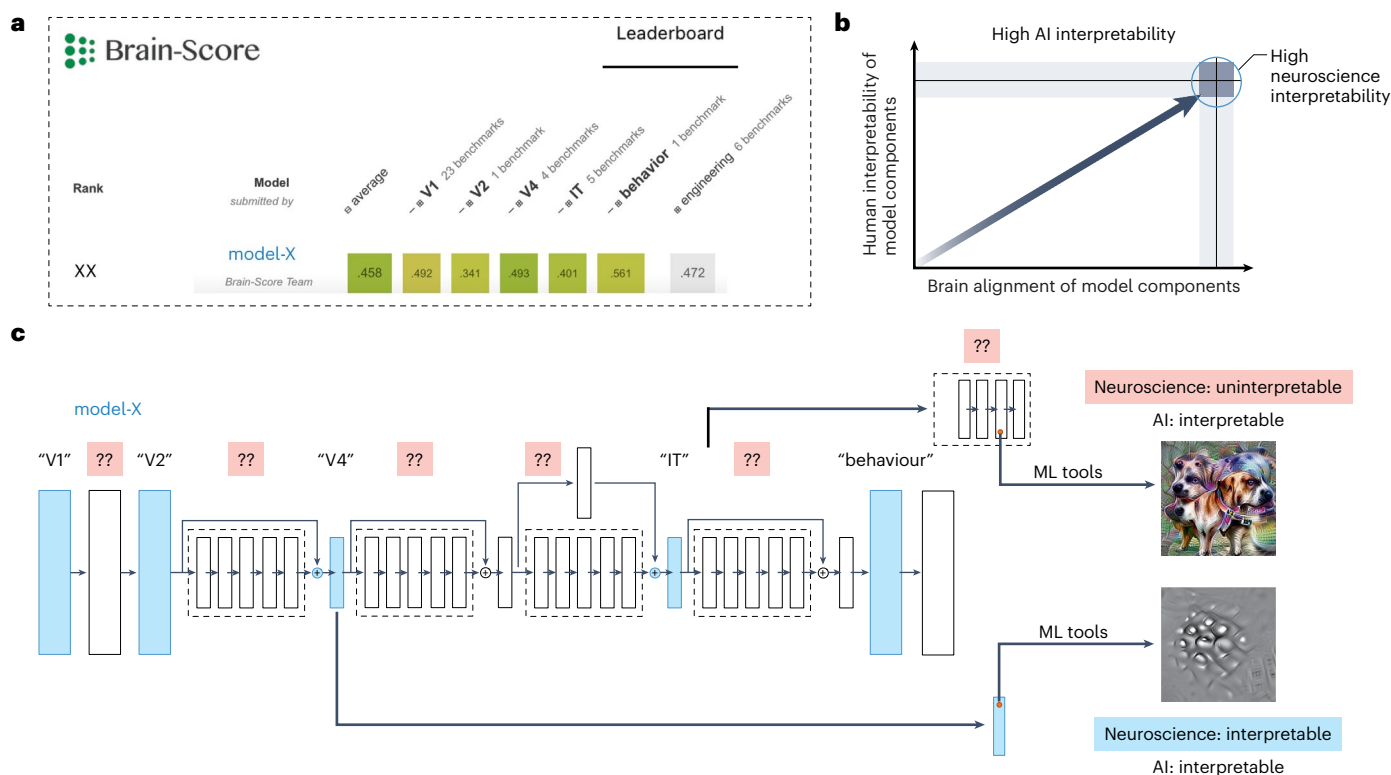 a
Brain-Score
Leaderboard
Rank
Model
submitted by
average
V1 23 benchmarks
V2 1 benchmark
V4 4 benchmarks
IT 5 benchmarks
behavior 1 benchmark
engineering 6 benchmarks
XX
model-X
Brain-Score Team
.458
.492
.341
.493
.401
.561
.472
b
High AI interpretability
High
neuroscience
interpretability
Human interpretability of
model components
Brain alignment of model components
c
model-X
“V1”
??
“V2”
??
“V4”
??
??
“IT”
??
“behaviour”
??
Neuroscience: uninterpretable
AI: interpretable
ML tools
ML tools
Neuroscience: interpretable
AI: interpretable